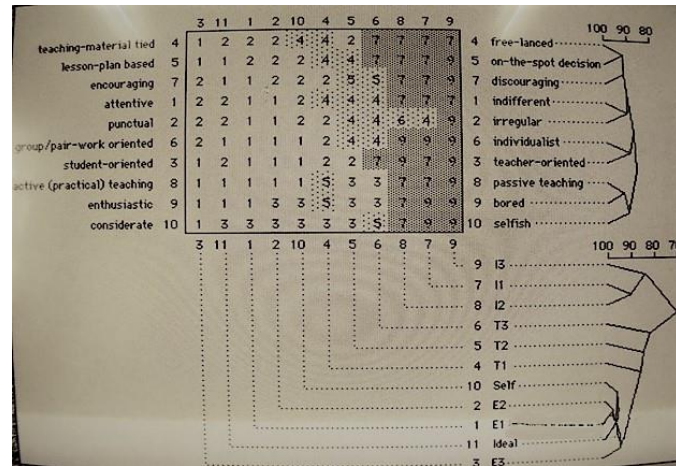 3 11 1 2 10 4 5 6 8 7 9 100 90 80
teaching-material tied 4 1 2 2 2 4 4 2 7 7 7 7 4 free-lanced
lesson-plan based 5 1 1 2 2 2 4 4 7 7 7 9 5 on-the-spot decision
encouraging 7 2 1 1 2 2 2 5 5 7 7 9 7 discouraging
attentive 1 2 2 1 1 2 4 4 4 7 7 7 1 indifferent
punctual 2 2 2 1 2 2 2 4 4 6 4 9 2 irregular
group/pair-work oriented 6 2 1 1 1 1 2 4 4 9 9 9 6 individualist
student-oriented 3 1 2 1 1 1 2 2 7 9 7 9 3 teacher-oriented
active (practical) teaching 8 1 1 1 1 1 5 3 3 7 7 9 8 passive teaching
enthusiastic 9 1 1 1 3 3 5 3 3 7 7 9 9 bored
considerate 10 1 3 3 3 3 3 3 5 7 9 9 10 selfish
3 11 1 2 10 4 5 6 8 7 9 100 90 80
9 I3
7 I1
8 I2
6 T3
5 T2
4 T1
10 Self
2 E2
1 E1
11 Ideal
3 E3